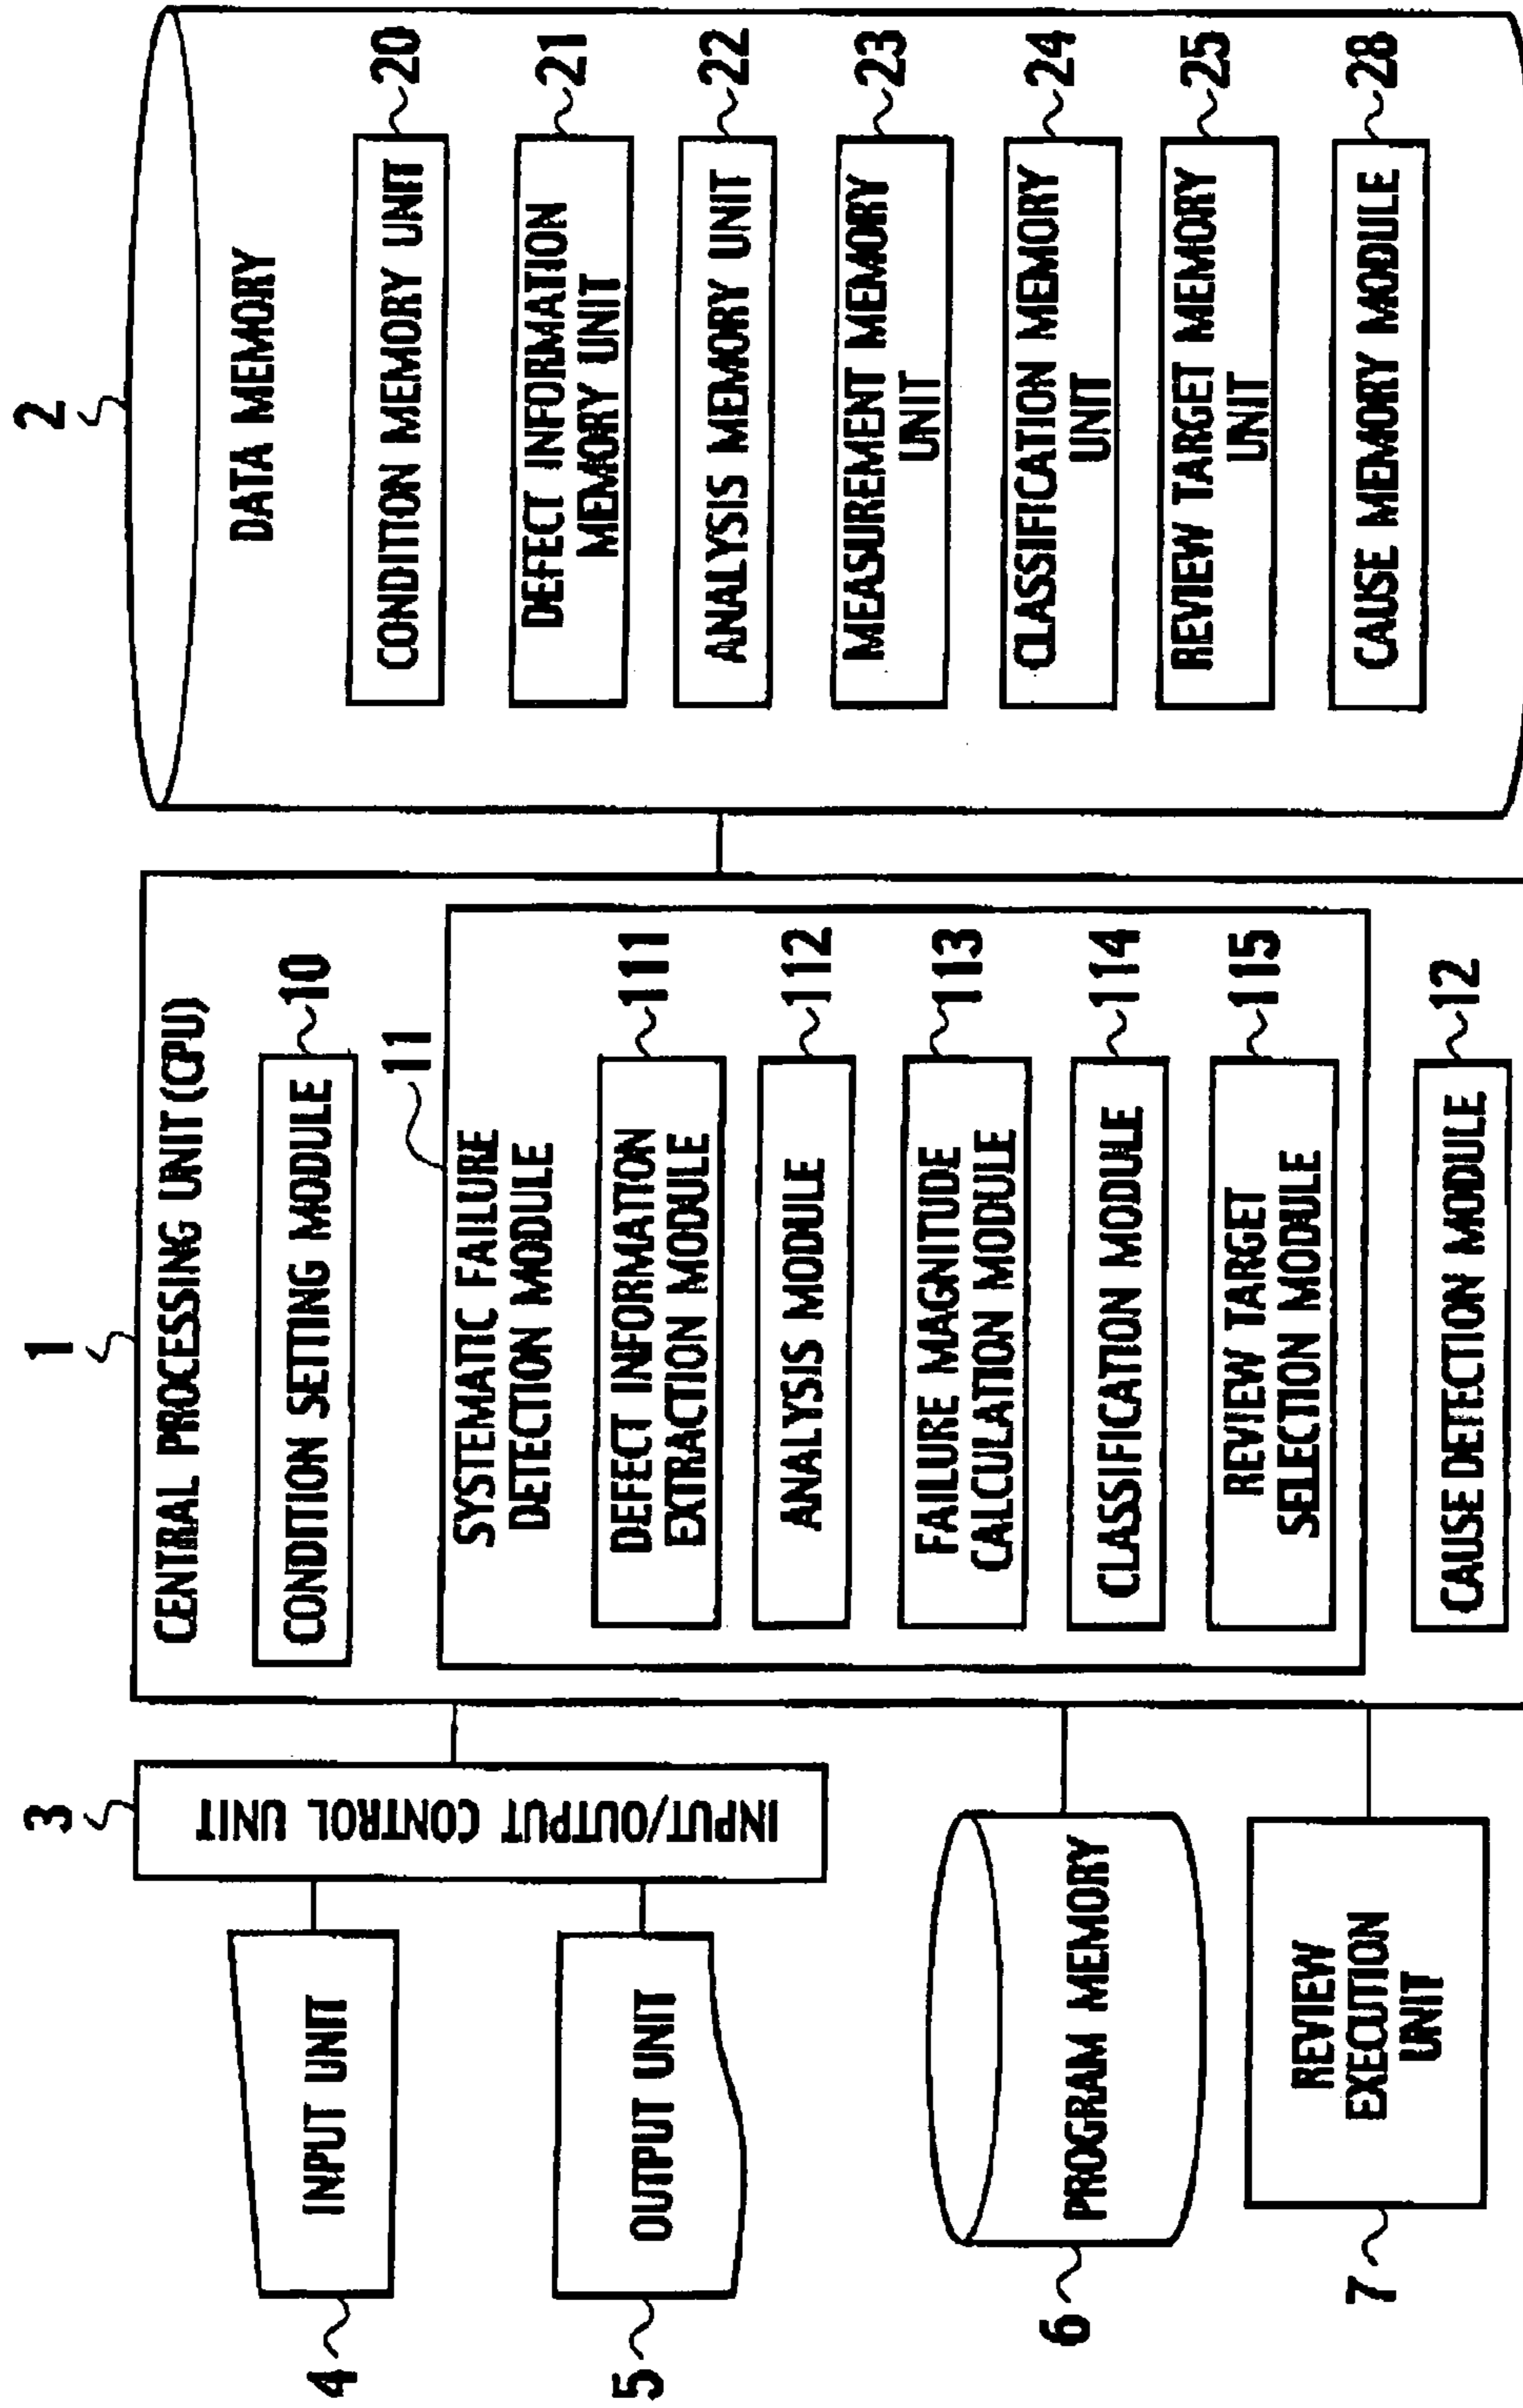 1
CENTRAL PROCESSING UNIT (CPU)
CONDITION SETTING MODULE
10
11
SYSTEMATIC FAILURE
DETECTION MODULE
DEFECT INFORMATION
EXTRACTION MODULE
111
ANALYSIS MODULE
112
FAILURE MAGNITUDE
CALCULATION MODULE
113
CLASSIFICATION MODULE
114
REVIEW TARGET
SELECTION MODULE
115
CAUSE DETECTION MODULE
12
2
DATA MEMORY
CONDITION MEMORY UNIT
20
DEFECT INFORMATION
MEMORY UNIT
21
ANALYSIS MEMORY UNIT
22
MEASUREMENT MEMORY
UNIT
23
CLASSIFICATION MEMORY
UNIT
24
REVIEW TARGET MEMORY
UNIT
25
CAUSE MEMORY MODULE
28
3
INPUT/OUTPUT CONTROL UNIT
4
INPUT UNIT
5
OUTPUT UNIT
6
PROGRAM MEMORY
7
REVIEW
EXECUTION
UNIT